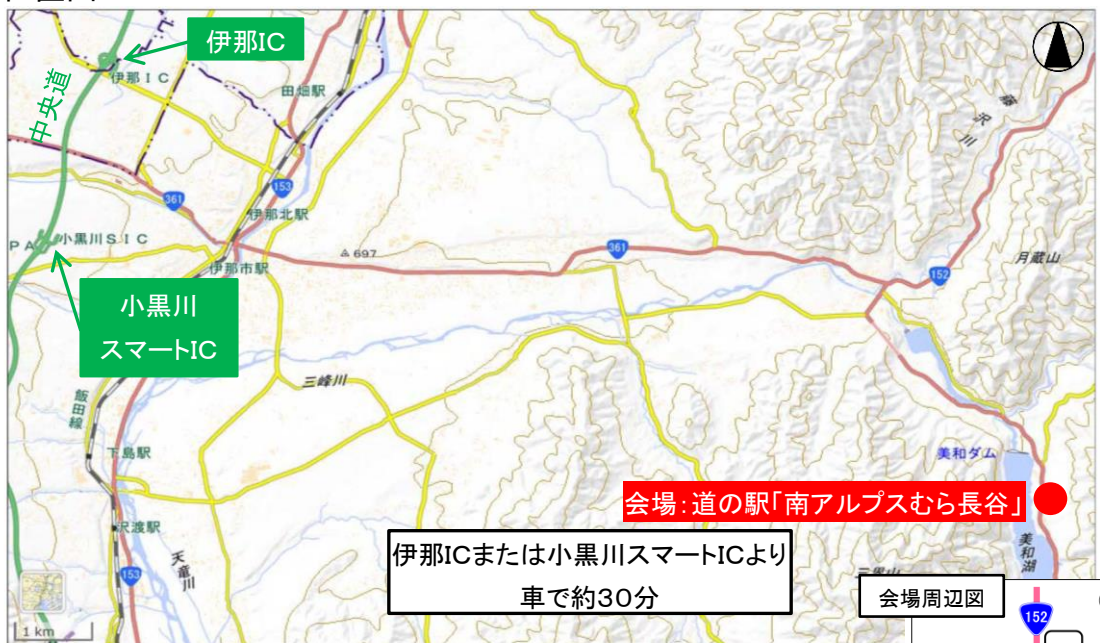 伊那IC
伊那IC
中央道
田畑駅
藤沢川
153
361
伊那北駅
PA
小黒川SIC
△697
361
伊那市駅
152
月蔵山
小黒川
スマートIC
三峰川
飯田線
下島駅
美和ダム
会場:道の駅「南アルプスむら長谷」
沢渡駅
天竜川
伊那ICまたは小黒川スマートICより
車で約30分
美和湖
153
会場周辺図
152
1 km